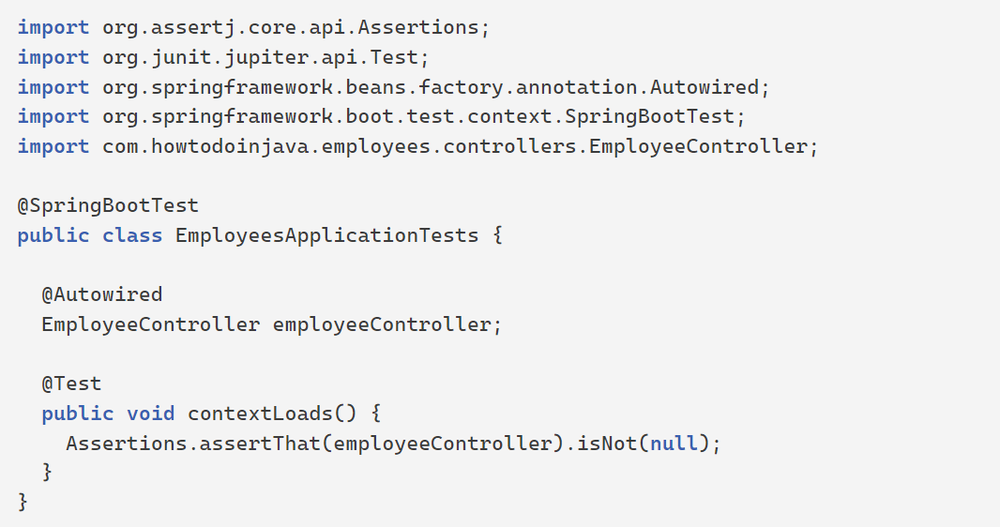 import org.assertj.core.api.Assertions;
import org.junit.jupiter.api.Test;
import org.springframework.beans.factory.annotation.Autowired;
import org.springframework.boot.test.context.SpringBootTest;
import com.howtodoinjava.employees.controllers.EmployeeController;

@SpringBootTest
public class EmployeesApplicationTests {

  @Autowired
  EmployeeController employeeController;

  @Test
  public void contextLoads() {
    Assertions.assertThat(employeeController).isNot(null);
  }
}